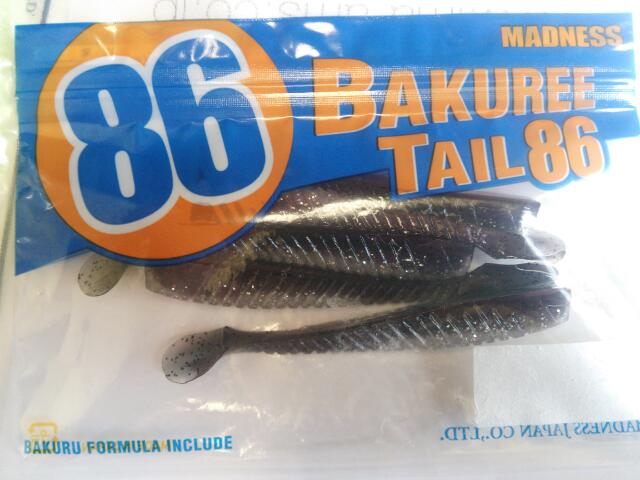 MADNESS
86
BAKUREE
TAIL 86
BAKURU FORMULA INCLUDE
MADNESS JAPAN CO.,LTD.